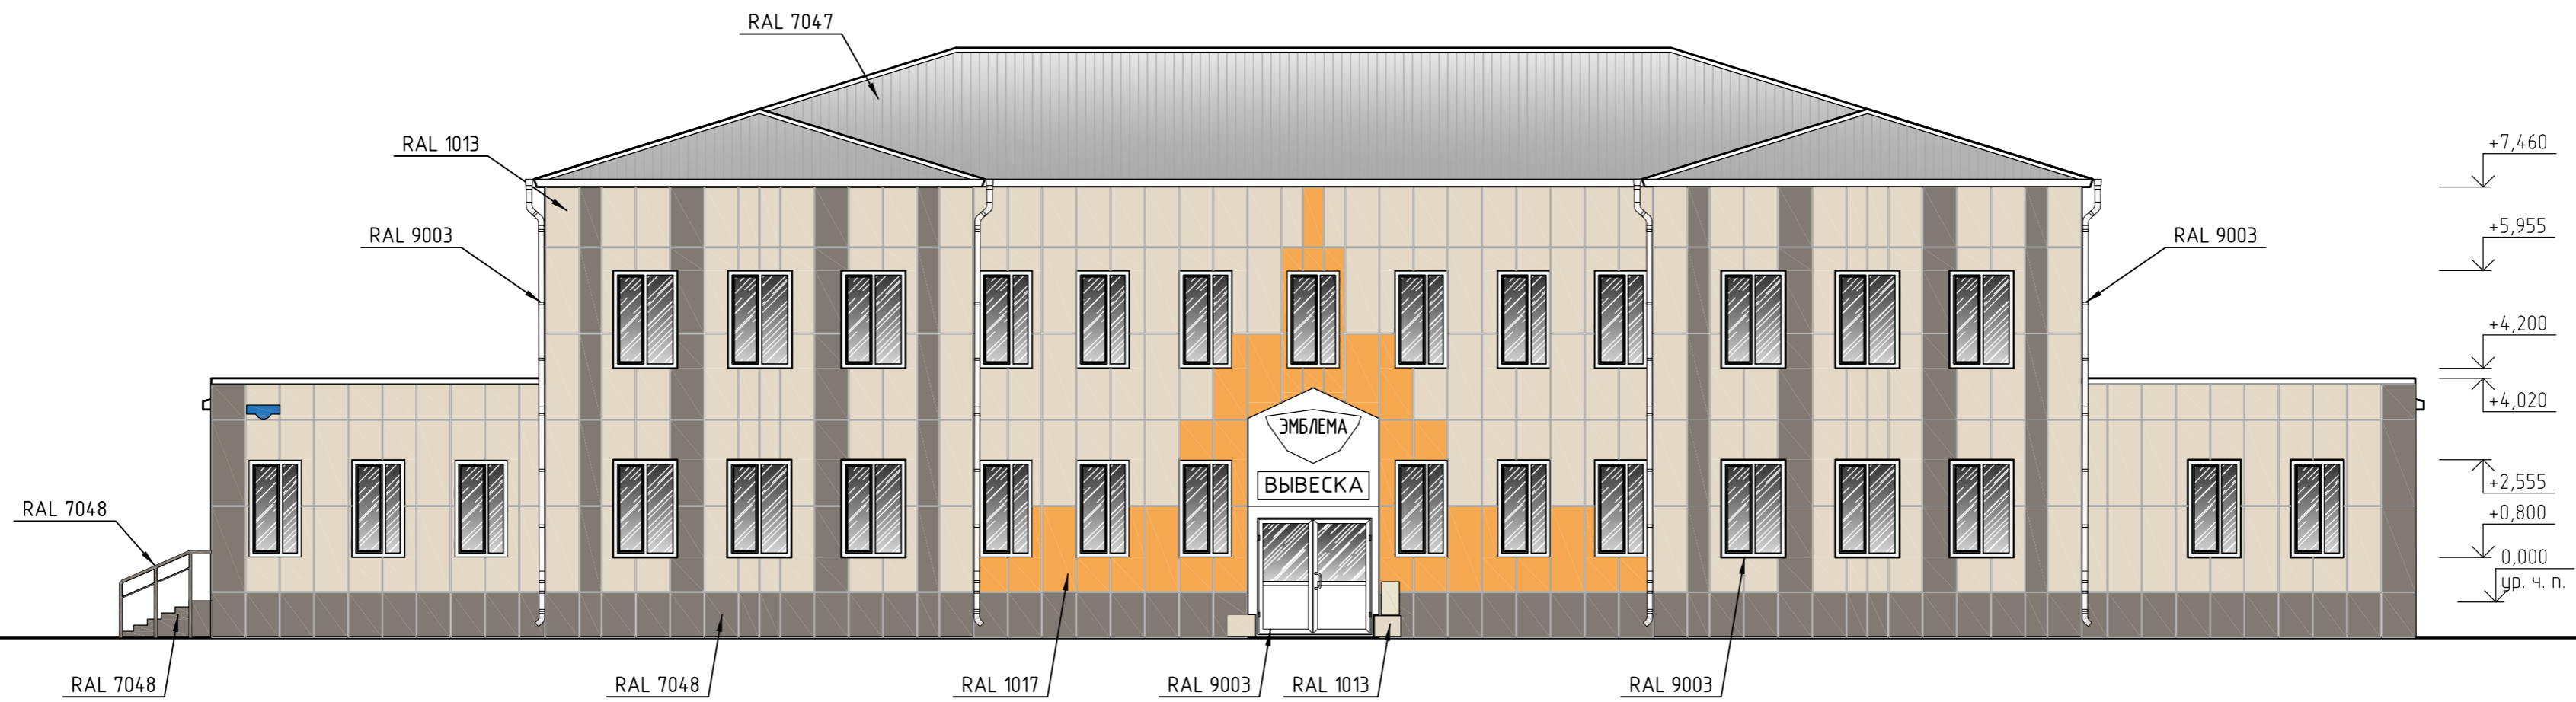 RAL 7047
RAL 1013
+7,460
RAL 9003
RAL 9003
+5,955
+4,200
+4,020
ЭМБЛЕМА
ВЫВЕСКА
+2,555
RAL 7048
+0,800
0,000
ур. ч. п.
RAL 7048
RAL 7048
RAL 1017
RAL 9003
RAL 1013
RAL 9003